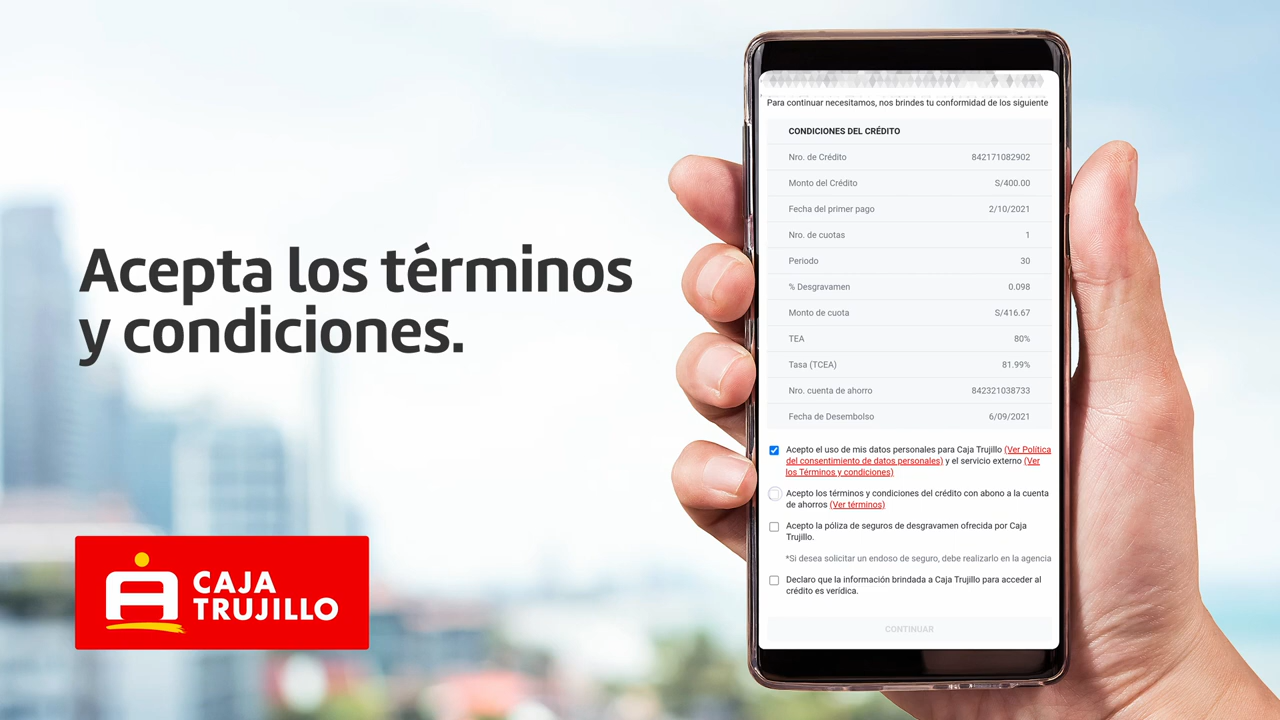 Acepta los términos
y condiciones.
CAJA
TRUJILLO
Para continuar necesitamos, nos brindes tu conformidad de los siguiente
CONDICIONES DEL CRÉDITO
Nro. de Crédito 842171082902
Monto del Crédito S/400.00
Fecha del primer pago 2/10/2021
Nro. de cuotas 1
Periodo 30
% Desgravamen 0.098
Monto de cuota S/416.67
TEA 80%
Tasa (TCEA) 81.99%
Nro. cuenta de ahorro 842321038733
Fecha de Desembolso 6/09/2021
Acepto el uso de mis datos personales para Caja Trujillo (Ver Política
del consentimiento de datos personales) y el servicio externo (Ver
los Términos y condiciones)
Acepto los términos y condiciones del crédito con abono a la cuenta
de ahorros (Ver términos)
Acepto la póliza de seguros de desgravamen ofrecida por Caja
Trujillo.
*Si desea solicitar un endoso de seguro, debe realizarlo en la agencia
Declaro que la información brindada a Caja Trujillo para acceder al
crédito es verídica.
CONTINUAR